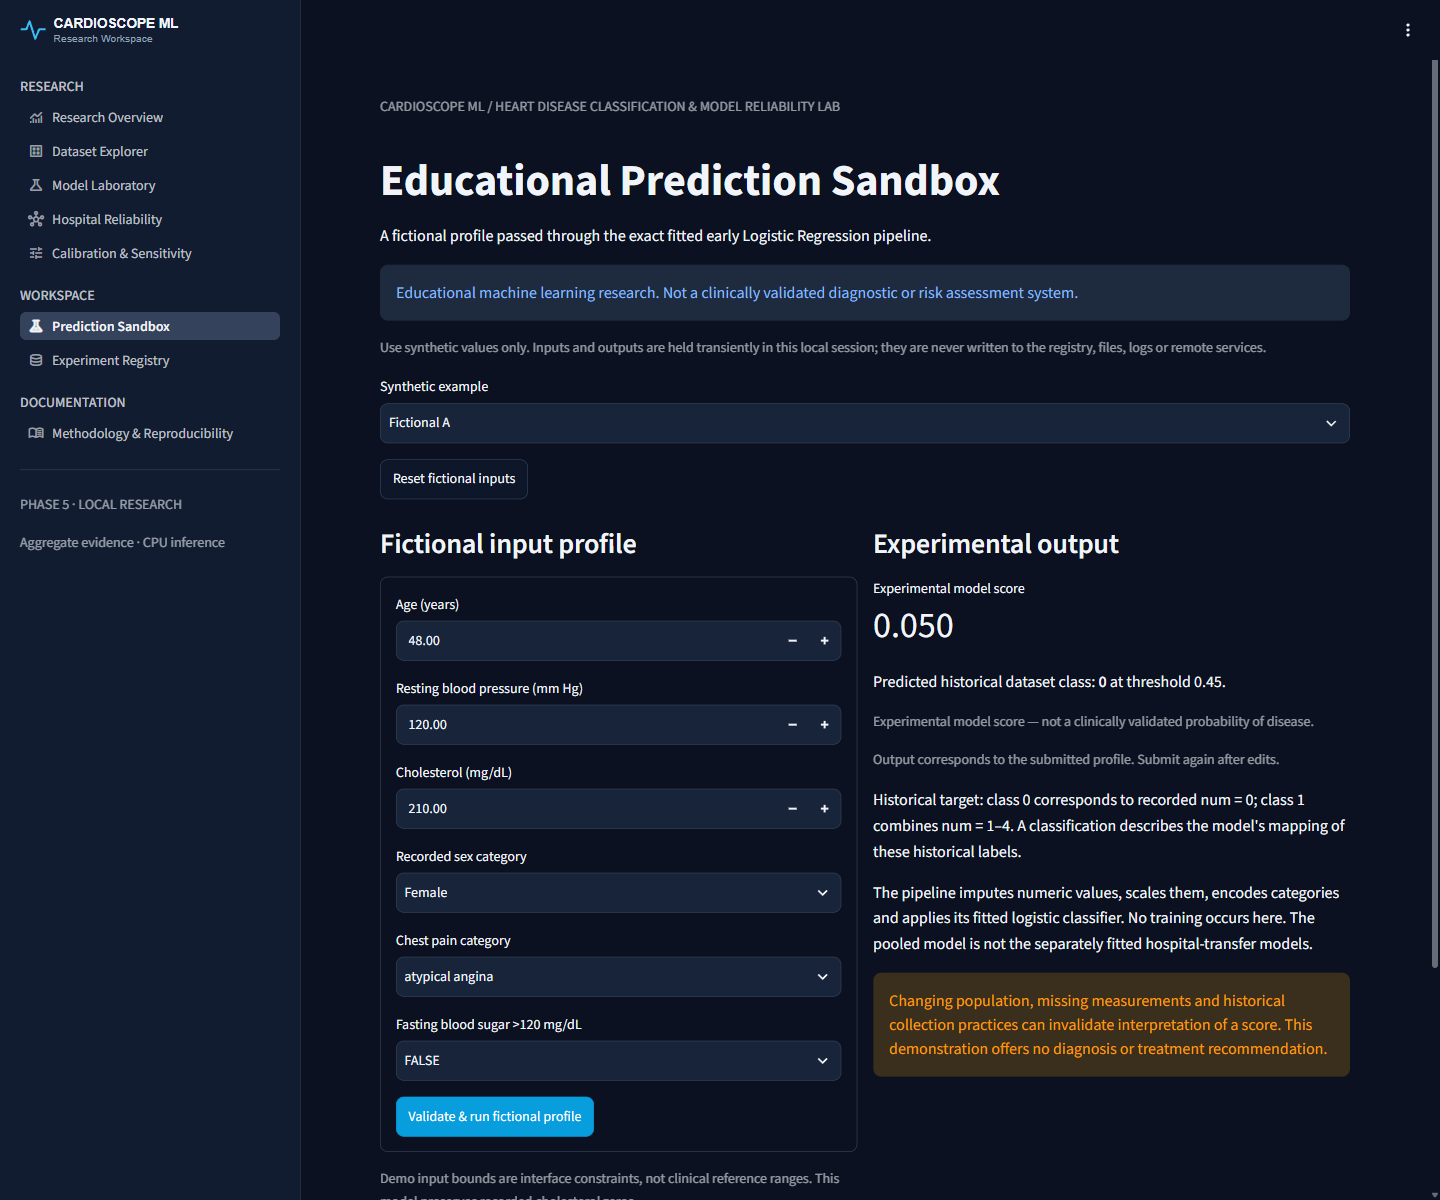 CARDIOSCOPE ML
Research Workspace
RESEARCH
Research Overview
Dataset Explorer
Model Laboratory
Hospital Reliability
Calibration & Sensitivity
WORKSPACE
Prediction Sandbox
Experiment Registry
DOCUMENTATION
Methodology & Reproducibility
PHASE 5 · LOCAL RESEARCH
Aggregate evidence · CPU inference
CARDIOSCOPE ML / HEART DISEASE CLASSIFICATION & MODEL RELIABILITY LAB
Educational Prediction Sandbox
A fictional profile passed through the exact fitted early Logistic Regression pipeline.
Educational machine learning research. Not a clinically validated diagnostic or risk assessment system.
Use synthetic values only. Inputs and outputs are held transiently in this local session; they are never written to the registry, files, logs or remote services.
Synthetic example
Fictional A
Reset fictional inputs
Fictional input profile
Age (years)
48.00
Resting blood pressure (mm Hg)
120.00
Cholesterol (mg/dL)
210.00
Recorded sex category
Female
Chest pain category
atypical angina
Fasting blood sugar >120 mg/dL
FALSE
Validate & run fictional profile
Demo input bounds are interface constraints, not clinical reference ranges. This
Experimental output
Experimental model score
0.050
Predicted historical dataset class: 0 at threshold 0.45.
Experimental model score — not a clinically validated probability of disease.
Output corresponds to the submitted profile. Submit again after edits.
Historical target: class 0 corresponds to recorded num = 0; class 1
combines num = 1–4. A classification describes the model's mapping of
these historical labels.
The pipeline imputes numeric values, scales them, encodes categories
and applies its fitted logistic classifier. No training occurs here. The
pooled model is not the separately fitted hospital-transfer models.
Changing population, missing measurements and historical
collection practices can invalidate interpretation of a score. This
demonstration offers no diagnosis or treatment recommendation.